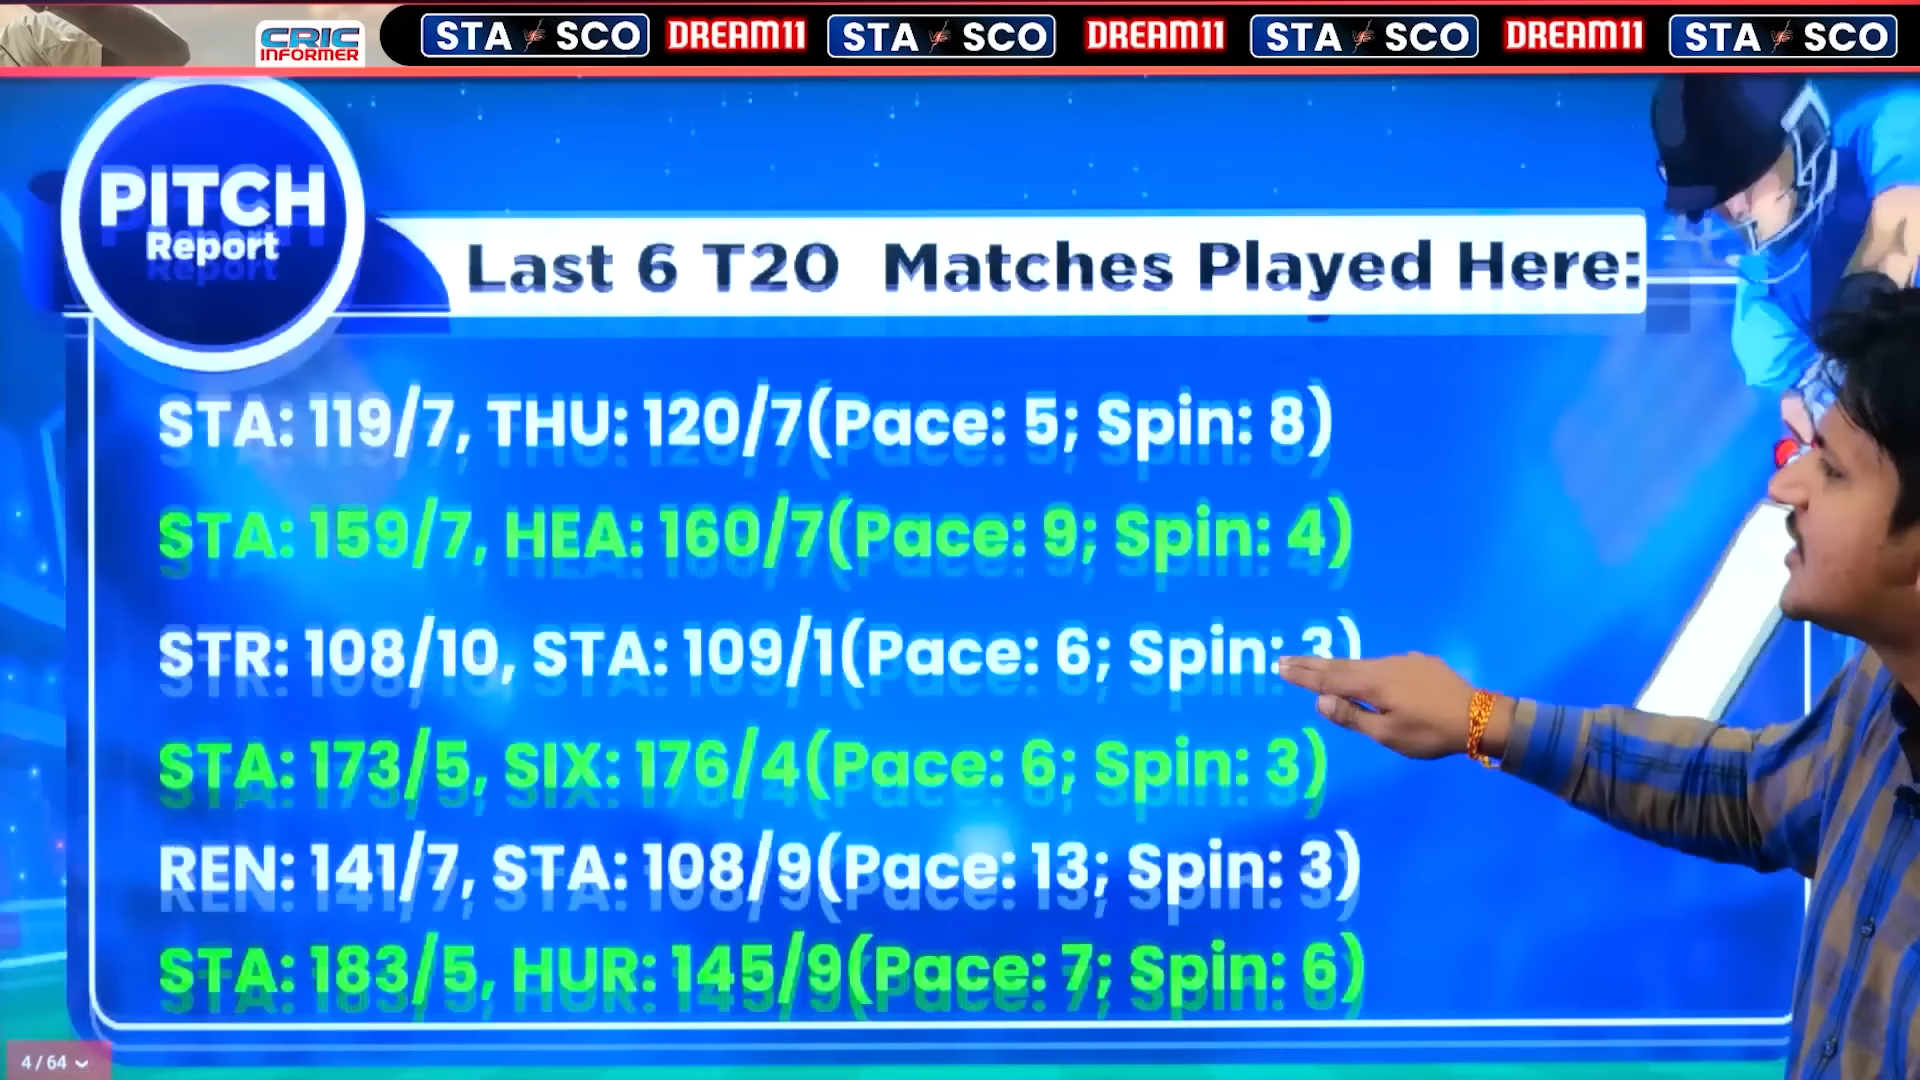 CRIC
INFORMER
STA VS SCO DREAM11 STA VS SCO DREAM11 STA VS SCO DREAM11 STA VS SCO
PITCH
Report
Last 6 T20 Matches Played Here:
STA: 119/7, THU: 120/7(Pace: 5; Spin: 8)
STA: 159/7, HEA: 160/7(Pace: 9; Spin: 4)
STR: 108/10, STA: 109/1(Pace: 6; Spin: 3)
STA: 173/5, SIX: 176/4(Pace: 6; Spin: 3)
REN: 141/7, STA: 108/9(Pace: 13; Spin: 3)
STA: 183/5, HUR: 145/9(Pace: 7; Spin: 6)
4 / 64